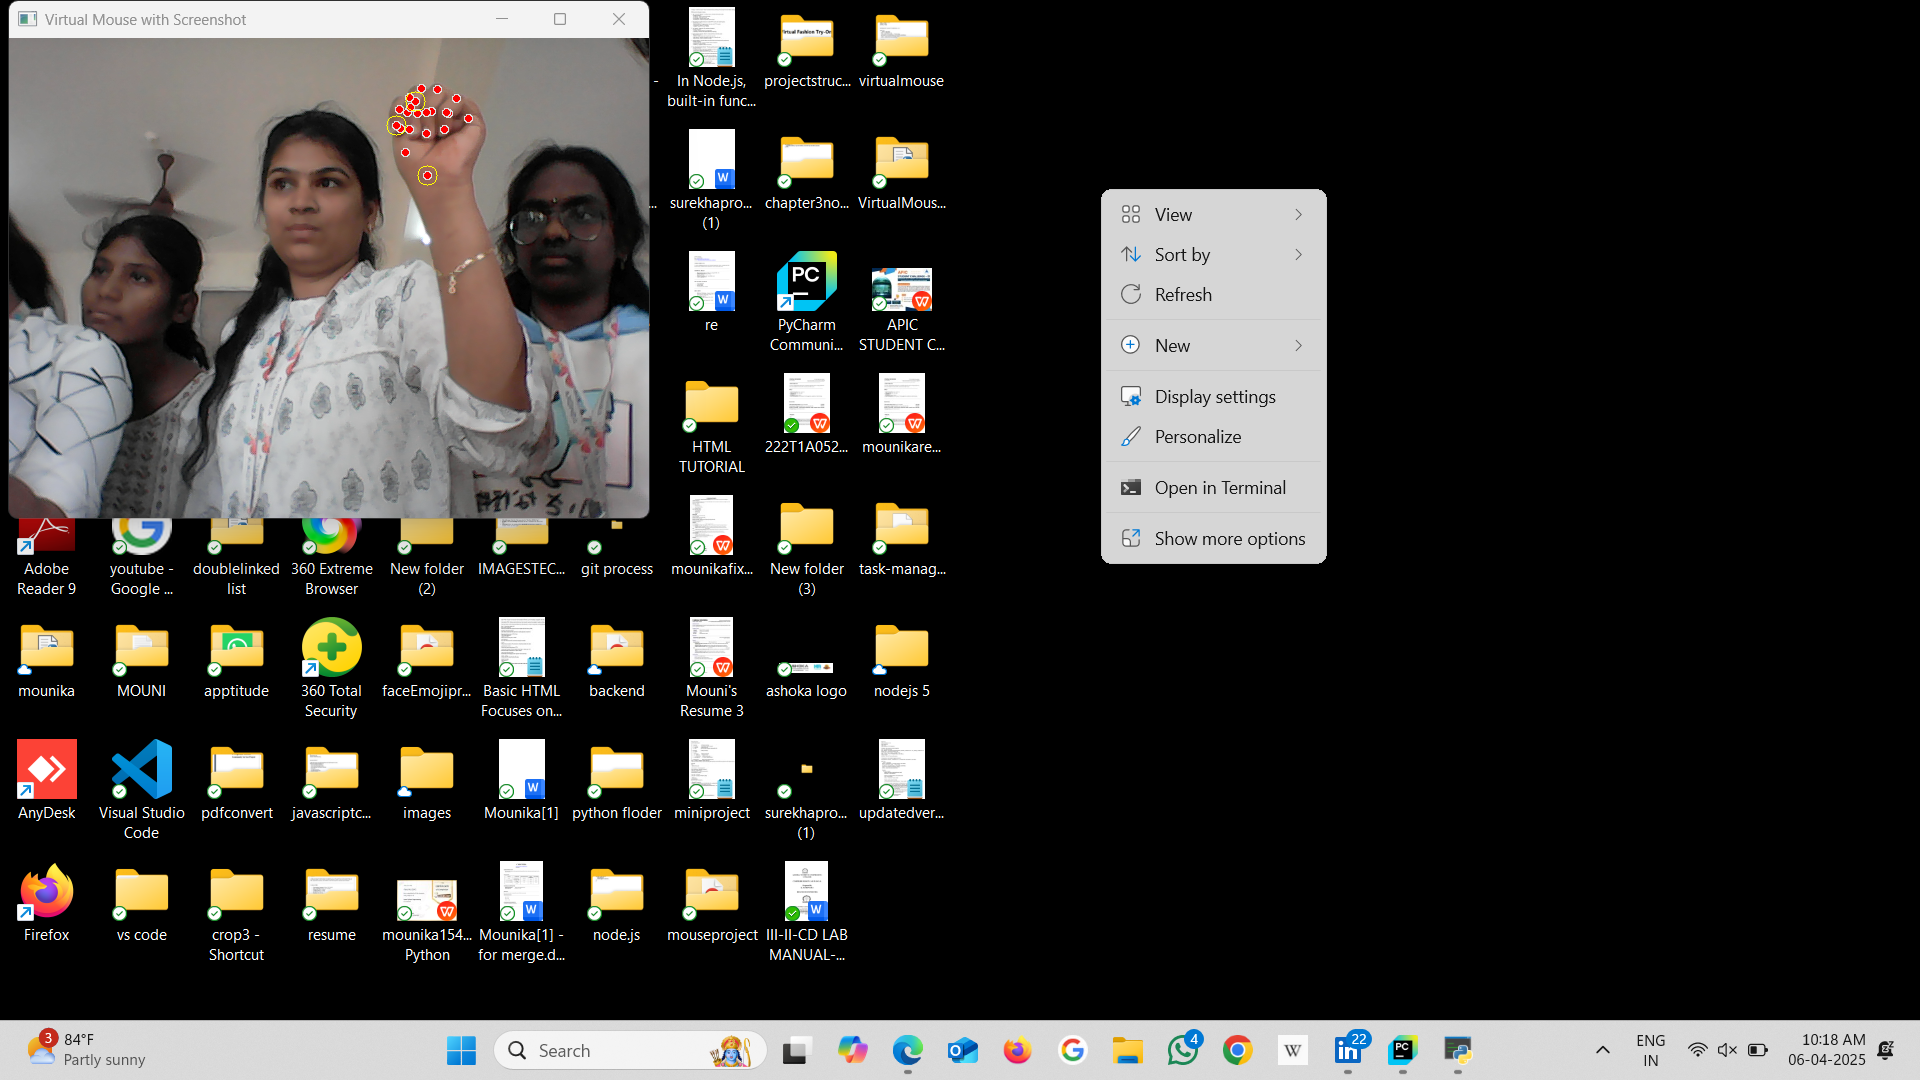 Virtual Mouse with Screenshot
In Node.js,
built-in func...
projectstruc...
virtualmouse
surekhapro...
(1)
chapter3no...
VirtualMous...
re
PyCharm
Communi...
APIC
STUDENT C...
HTML
TUTORIAL
222T1A052...
mounikare...
Adobe
Reader 9
youtube -
Google ...
doublelinked
list
360 Extreme
Browser
New folder
(2)
IMAGESTEC...
git process
mounikafix...
New folder
(3)
task-manag...
mounika
MOUNI
apptitude
360 Total
Security
faceEmojipr...
Basic HTML
Focuses on...
backend
Mouni's
Resume 3
ashoka logo
nodejs 5
AnyDesk
Visual Studio
Code
pdfconvert
javascriptc...
images
Mounika[1]
python floder
miniproject
surekhapro...
(1)
updatedver...
Firefox
vs code
crop3 -
Shortcut
resume
mounika154...
Python
Mounika[1] -
for merge.d...
node.js
mouseproject
III-II-CD LAB
MANUAL-...
View
Sort by
Refresh
New
Display settings
Personalize
Open in Terminal
Show more options
3
84°F
Partly sunny
Search
4
22
ENG
IN
10:18 AM
06-04-2025